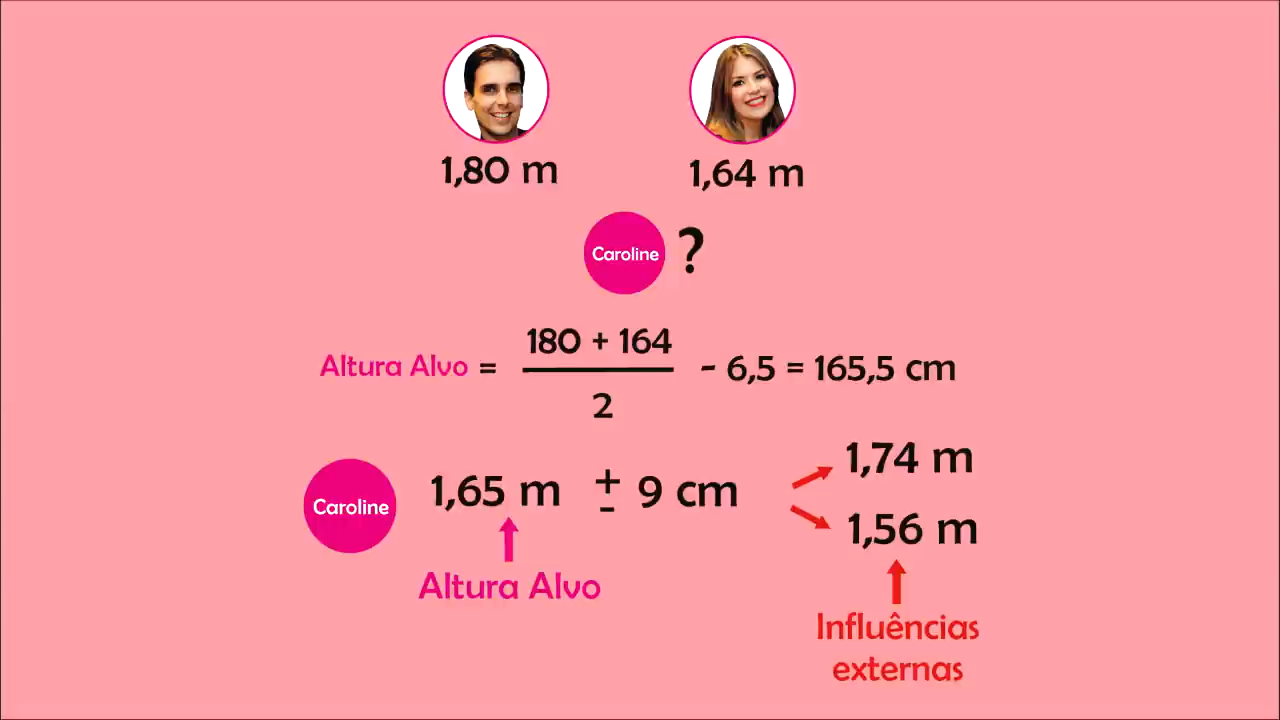 1,80 m
1,64 m
Caroline ?
180 + 164
Altura Alvo = - 6,5 = 165,5 cm
2
1,74 m
Caroline 1,65 m ± 9 cm
1,56 m
Altura Alvo
Influências
externas